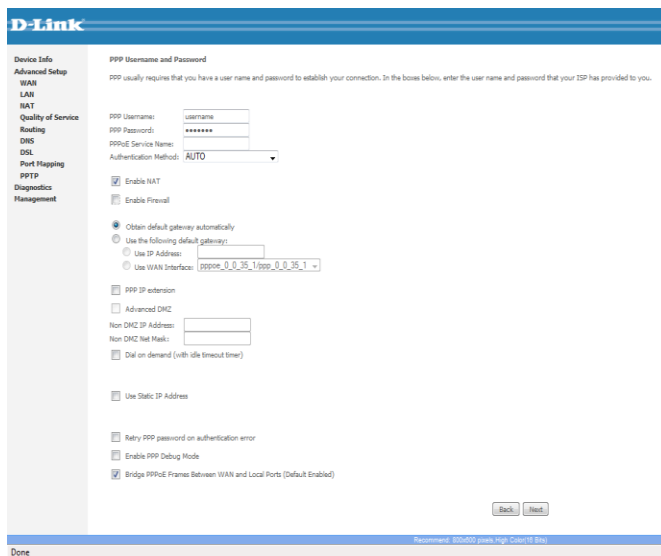 D-Link
Device Info
Advanced Setup
WAN
LAN
NAT
Quality of Service
Routing
DNS
DSL
Port Mapping
PPTP
Diagnostics
Management
PPP Username and Password
PPP usually requires that you have a user name and password to establish your connection. In the boxes below, enter the user name and password that your ISP has provided to you.
PPP Username: username
PPP Password: •••••••
PPPoE Service Name:
Authentication Method: AUTO
Enable NAT
Enable Firewall
Obtain default gateway automatically
Use the following default gateway:
Use IP Address:
Use WAN Interface: pppoe_0_0_35_1/ppp_0_0_35_1
PPP IP extension
Advanced DMZ
Non DMZ IP Address:
Non DMZ Net Mask:
Dial on demand (with idle timeout timer)
Use Static IP Address
Retry PPP password on authentication error
Enable PPP Debug Mode
Bridge PPPoE Frames Between WAN and Local Ports (Default Enabled)
Back Next
Recommend: 800x600 pixels,High Color(16 Bits)
Done